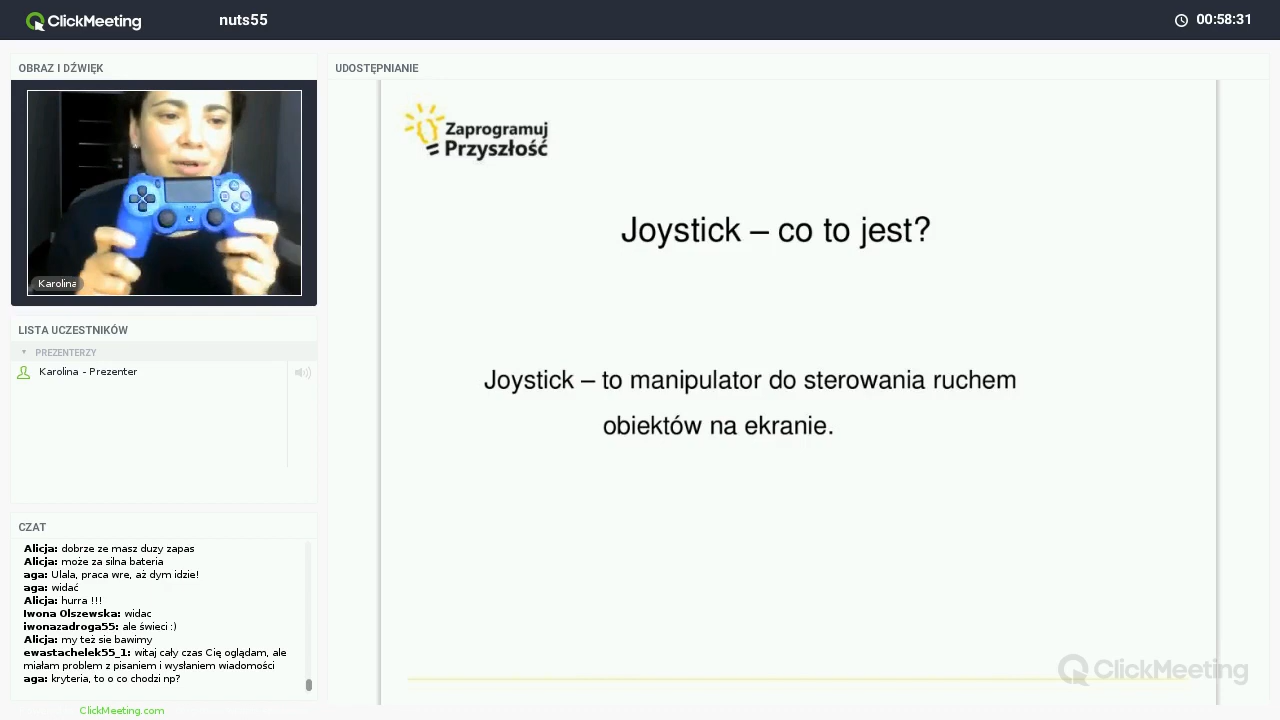 ClickMeeting
nuts55
00:58:31
OBRAZ I DŹWIĘK
Karolina
LISTA UCZESTNIKÓW
PREZENTERZY
Karolina - Prezenter
CZAT
Alicja: dobrze ze masz duzy zapas
Alicja: może za silna bateria
aga: Ulala, praca wre, aż dym idzie!
aga: widać
Alicja: hurra !!!
Iwona Olszewska: widac
iwonazadroga55: ale świeci :)
Alicja: my też sie bawimy
ewastachelek55_1: witaj cały czas Cię oglądam, ale
miałam problem z pisaniem i wysłaniem wiadomości
aga: kryteria, to o co chodzi np?
ClickMeeting.com
UDOSTĘPNIANIE
Zaprogramuj
Przyszłość
Joystick – co to jest?
Joystick – to manipulator do sterowania ruchem
obiektów na ekranie.
ClickMeeting